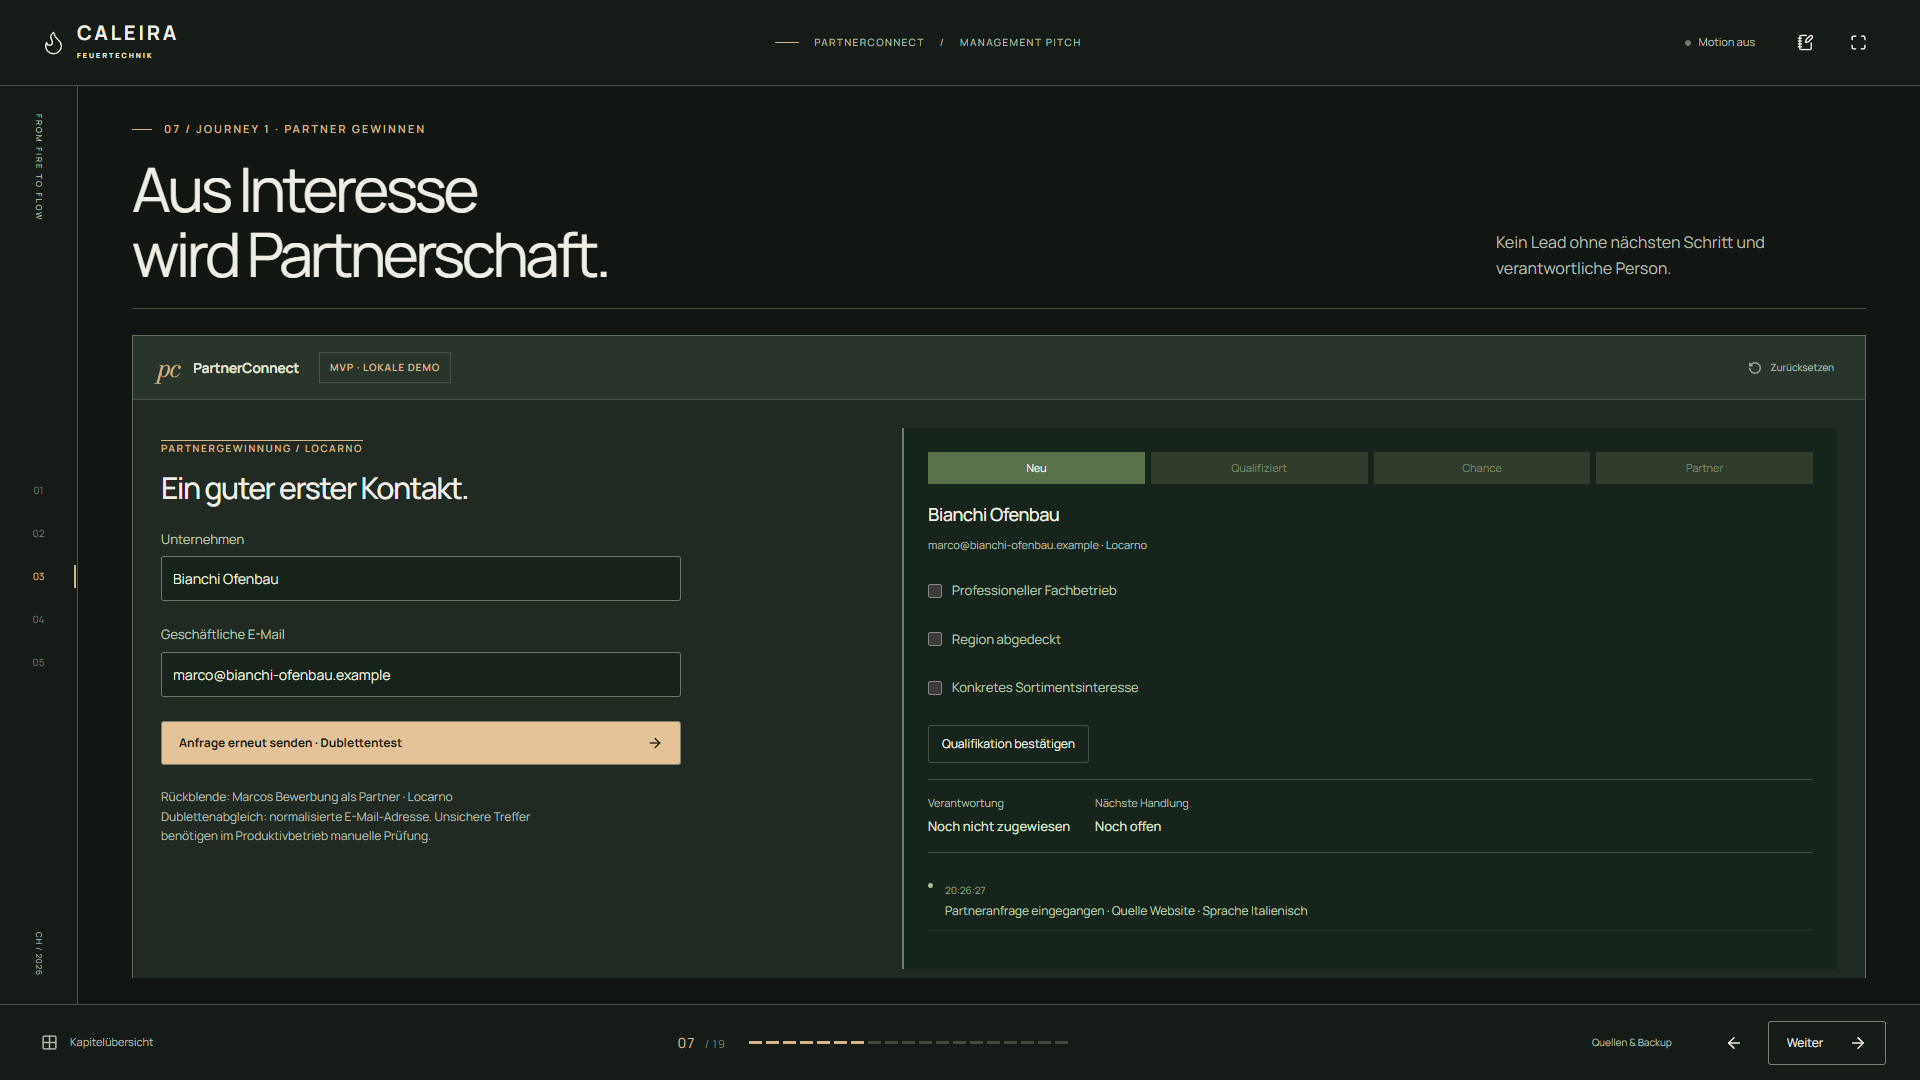 CALEIRA
FEUERTECHNIK
PARTNERCONNECT / MANAGEMENT PITCH
Motion aus
FROM FIRE TO FLOW
01
02
03
04
05
CH / 2026
07 / JOURNEY 1 · PARTNER GEWINNEN
Aus Interesse
wird Partnerschaft.
Kein Lead ohne nächsten Schritt und
verantwortliche Person.
pc PartnerConnect
MVP · LOKALE DEMO
Zurücksetzen
PARTNERGEWINNUNG / LOCARNO
Ein guter erster Kontakt.
Unternehmen
Bianchi Ofenbau
Geschäftliche E-Mail
marco@bianchi-ofenbau.example
Anfrage erneut senden · Dublettentest
Rückblende: Marcos Bewerbung als Partner · Locarno
Dublettenabgleich: normalisierte E-Mail-Adresse. Unsichere Treffer
benötigen im Produktivbetrieb manuelle Prüfung.
Neu
Qualifiziert
Chance
Partner
Bianchi Ofenbau
marco@bianchi-ofenbau.example · Locarno
Professioneller Fachbetrieb
Region abgedeckt
Konkretes Sortimentsinteresse
Qualifikation bestätigen
Verantwortung
Noch nicht zugewiesen
Nächste Handlung
Noch offen
20:26:27
Partneranfrage eingegangen · Quelle Website · Sprache Italienisch
Kapitelübersicht
07 / 19
Quellen & Backup
Weiter